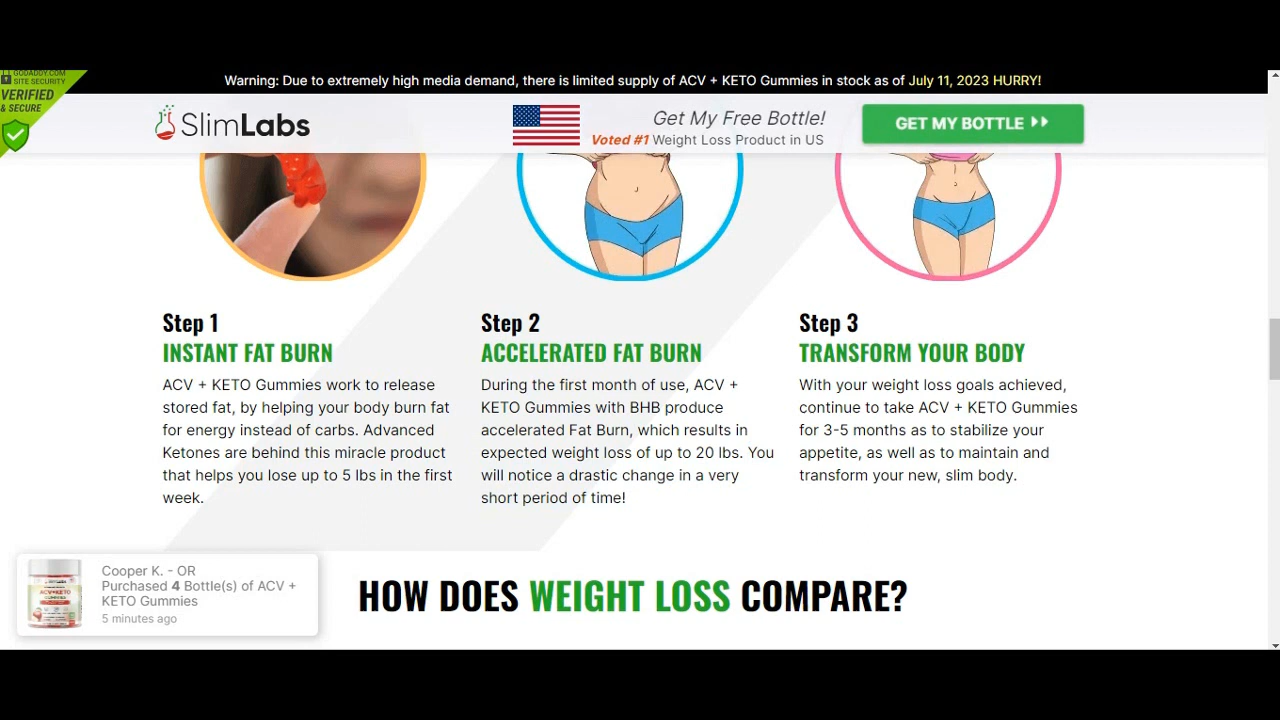 GODADDY.COM
SITE SECURITY
VERIFIED
& SECURE
Warning: Due to extremely high media demand, there is limited supply of ACV + KETO Gummies in stock as of July 11, 2023 HURRY!
SlimLabs
Get My Free Bottle!
Voted #1 Weight Loss Product in US
GET MY BOTTLE
Step 1
INSTANT FAT BURN
ACV + KETO Gummies work to release
stored fat, by helping your body burn fat
for energy instead of carbs. Advanced
Ketones are behind this miracle product
that helps you lose up to 5 lbs in the first
week.
Step 2
ACCELERATED FAT BURN
During the first month of use, ACV +
KETO Gummies with BHB produce
accelerated Fat Burn, which results in
expected weight loss of up to 20 lbs. You
will notice a drastic change in a very
short period of time!
Step 3
TRANSFORM YOUR BODY
With your weight loss goals achieved,
continue to take ACV + KETO Gummies
for 3-5 months as to stabilize your
appetite, as well as to maintain and
transform your new, slim body.
SLIMLABS
ACV+KETO
GUMMIES
Cooper K. - OR
Purchased 4 Bottle(s) of ACV +
KETO Gummies
5 minutes ago
HOW DOES WEIGHT LOSS COMPARE?